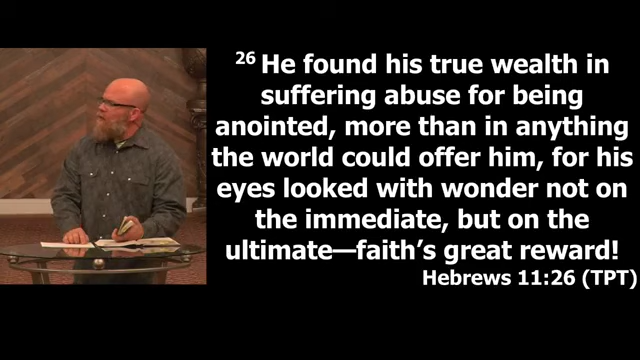 26 He found his true wealth in
suffering abuse for being
anointed, more than in anything
the world could offer him, for his
eyes looked with wonder not on
the immediate, but on the
ultimate—faith’s great reward!
Hebrews 11:26 (TPT)